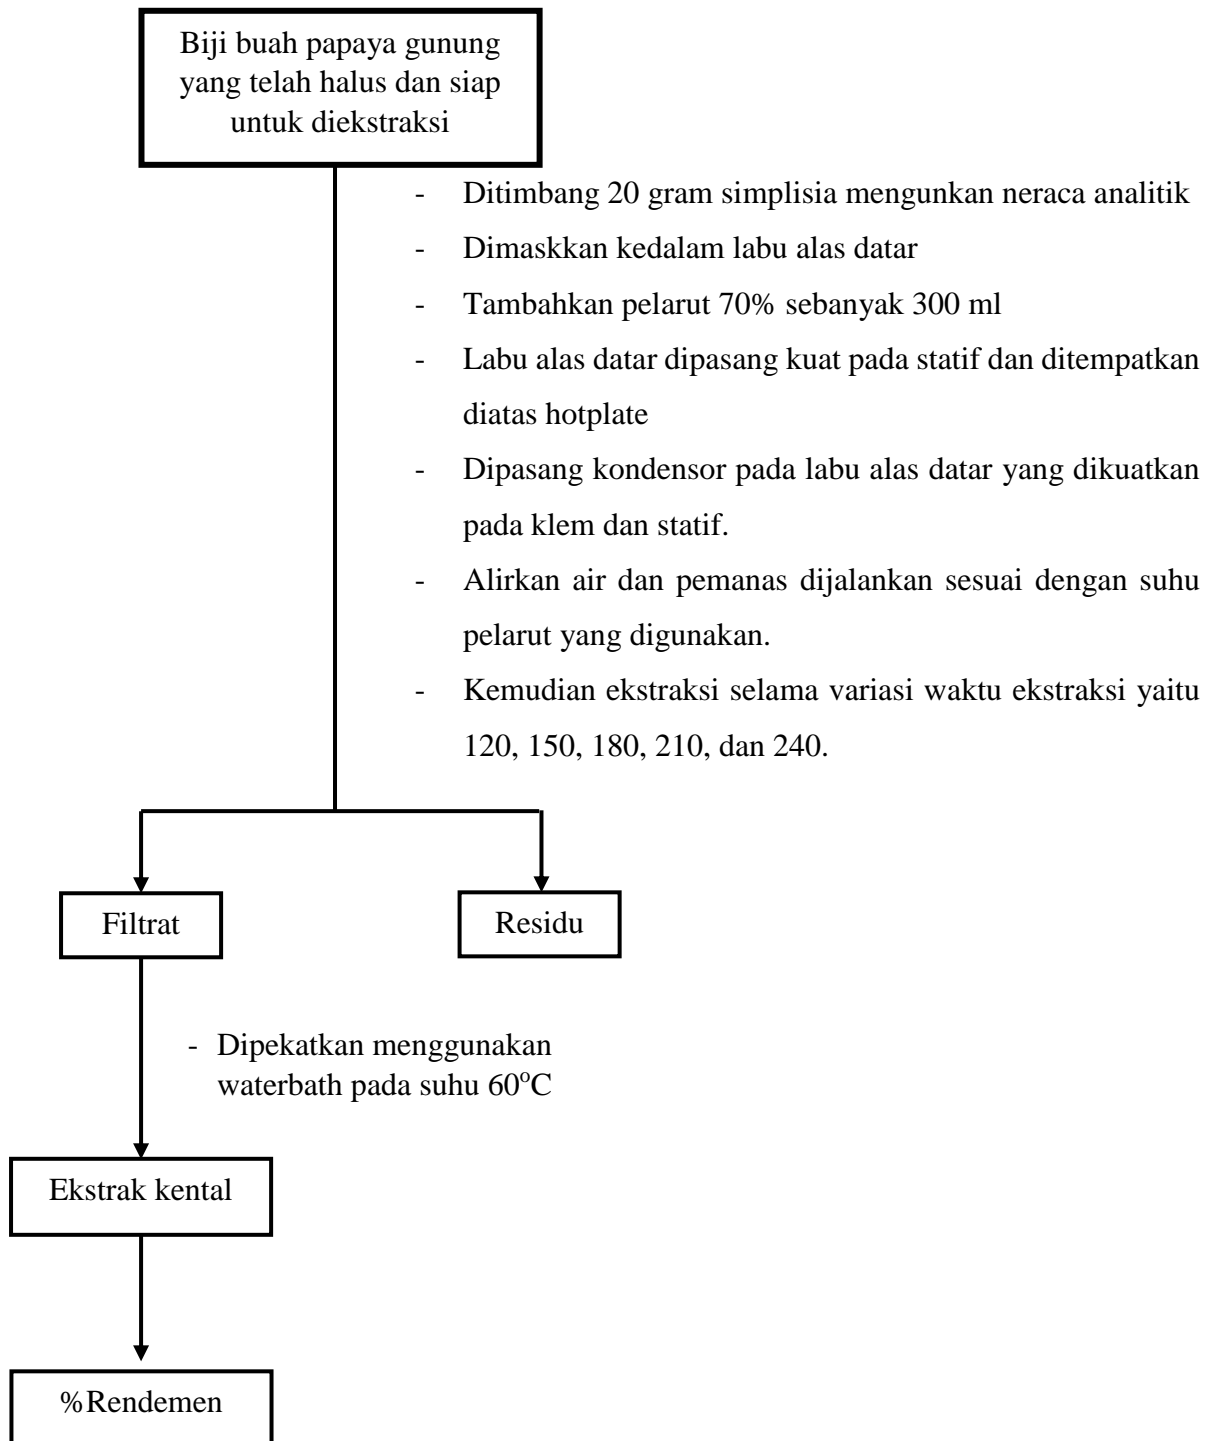 Biji buah papaya gunung
yang telah halus dan siap
untuk diekstraksi
- Ditimbang 20 gram simplisia mengunkan neraca analitik
- Dimaskkan kedalam labu alas datar
- Tambahkan pelarut 70% sebanyak 300 ml
- Labu alas datar dipasang kuat pada statif dan ditempatkan
diatas hotplate
- Dipasang kondensor pada labu alas datar yang dikuatkan
pada klem dan statif.
- Alirkan air dan pemanas dijalankan sesuai dengan suhu
pelarut yang digunakan.
- Kemudian ekstraksi selama variasi waktu ekstraksi yaitu
120, 150, 180, 210, dan 240.
Filtrat
Residu
- Dipekatkan menggunakan
waterbath pada suhu 60°C
Ekstrak kental
%Rendemen